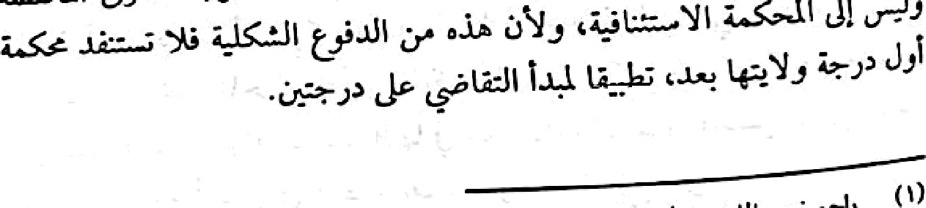 وليس إلى المحكمة الاستئنافية، ولأن هذه من الدفوع الشكلية فلا تستنفد محكمة
أول درجة ولايتها بعد، تطبيقا لمبدأ التقاضي على درجتين.
(١)